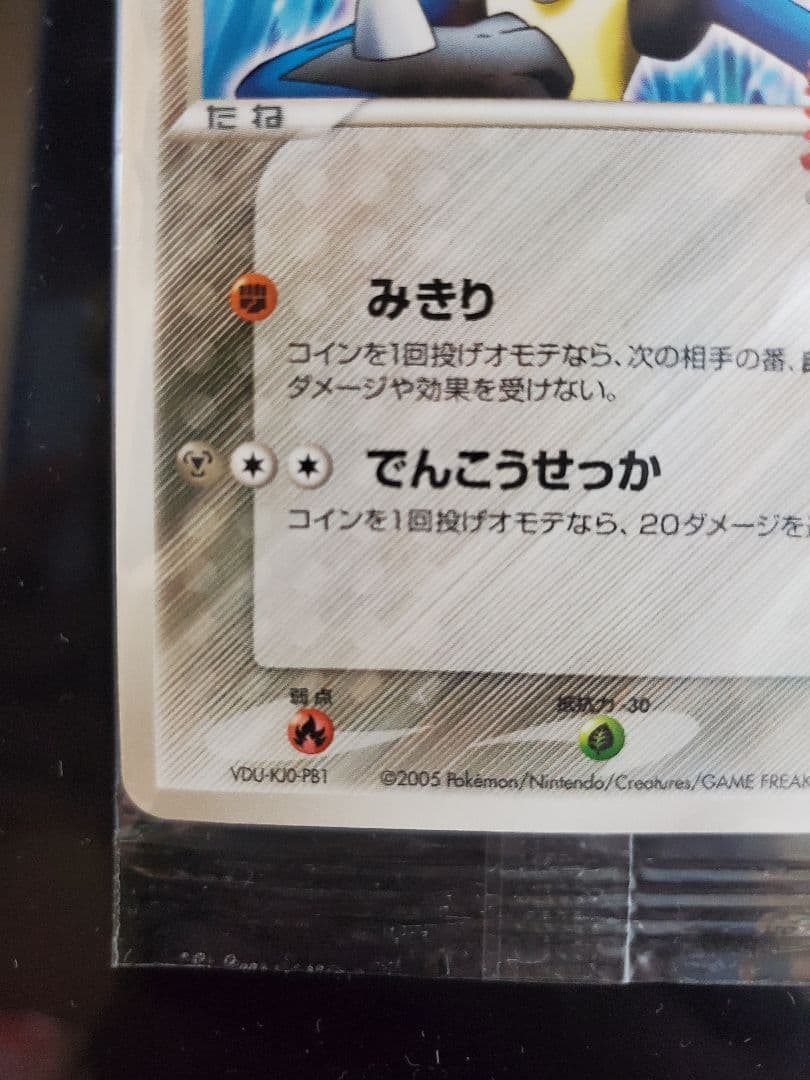 たね
みきり
コインを1回投げオモテなら、次の相手の番、
ダメージや効果を受けない。
でんこうせっか
コインを1回投げオモテなら、20ダメージを
弱点
抵抗力 -30
VDU-KJ0-PB1
©2005 Pokémon/Nintendo/Creatures/GAME FREAK